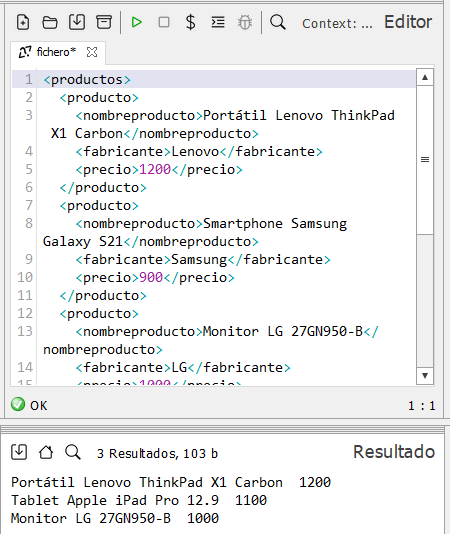 Context: ... Editor
fichero*
1 <productos>
2 <producto>
3 <nombreproducto>Portátil Lenovo ThinkPad
X1 Carbon</nombreproducto>
4 <fabricante>Lenovo</fabricante>
5 <precio>1200</precio>
6 </producto>
7 <producto>
8 <nombreproducto>Smartphone Samsung
Galaxy S21</nombreproducto>
9 <fabricante>Samsung</fabricante>
10 <precio>900</precio>
11 </producto>
12 <producto>
13 <nombreproducto>Monitor LG 27GN950-B</
nombreproducto>
14 <fabricante>LG</fabricante>
15 <precio>1000</precio>
OK 1 : 1
3 Resultados, 103 b Resultado
Portátil Lenovo ThinkPad X1 Carbon 1200
Tablet Apple iPad Pro 12.9 1100
Monitor LG 27GN950-B 1000